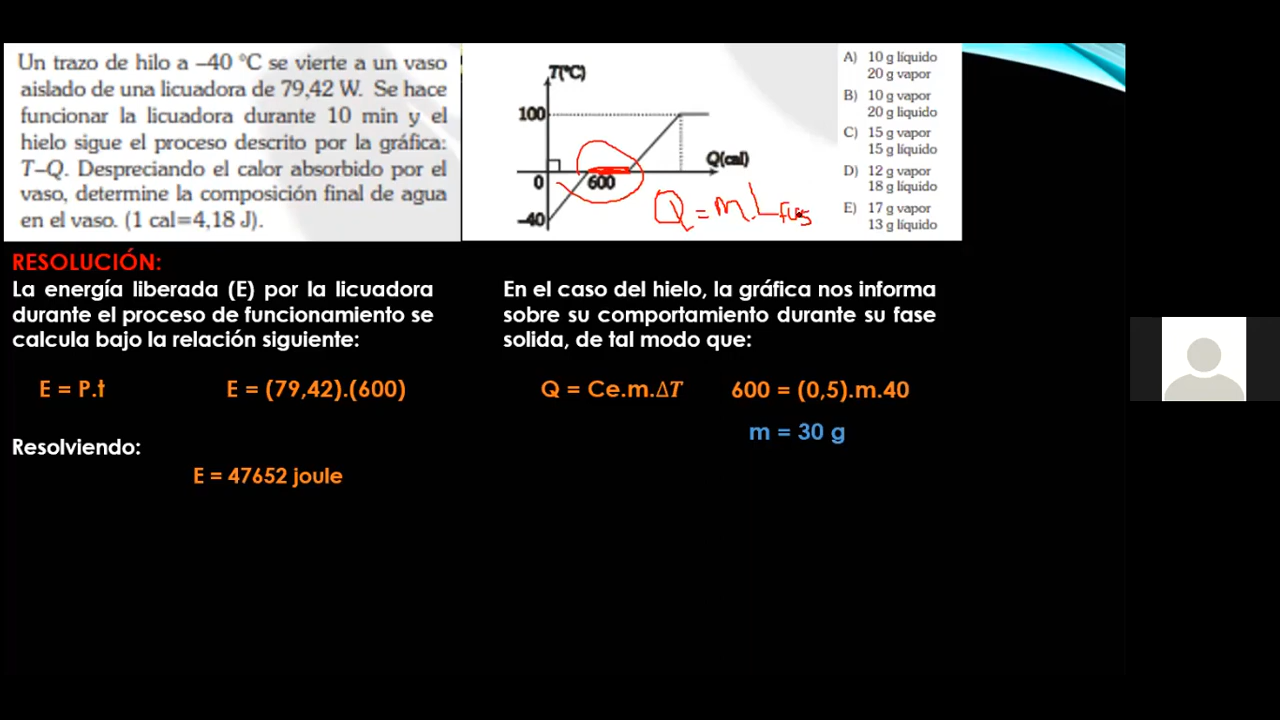 Un trazo de hilo a –40 °C se vierte a un vaso
aislado de una licuadora de 79,42 W. Se hace
funcionar la licuadora durante 10 min y el
hielo sigue el proceso descrito por la gráfica:
T–Q. Despreciando el calor absorbido por el
vaso, determine la composición final de agua
en el vaso. (1 cal=4,18 J).
T(°C)
100
Q(cal)
0
600
–40
Q = m.L fus
A) 10 g líquido
20 g vapor
B) 10 g vapor
20 g líquido
C) 15 g vapor
15 g líquido
D) 12 g vapor
18 g líquido
E) 17 g vapor
13 g líquido
RESOLUCIÓN:
La energía liberada (E) por la licuadora
durante el proceso de funcionamiento se
calcula bajo la relación siguiente:
E = P.t
E = (79,42).(600)
Resolviendo:
E = 47652 joule
En el caso del hielo, la gráfica nos informa
sobre su comportamiento durante su fase
solida, de tal modo que:
Q = Ce.m.ΔT
600 = (0,5).m.40
m = 30 g